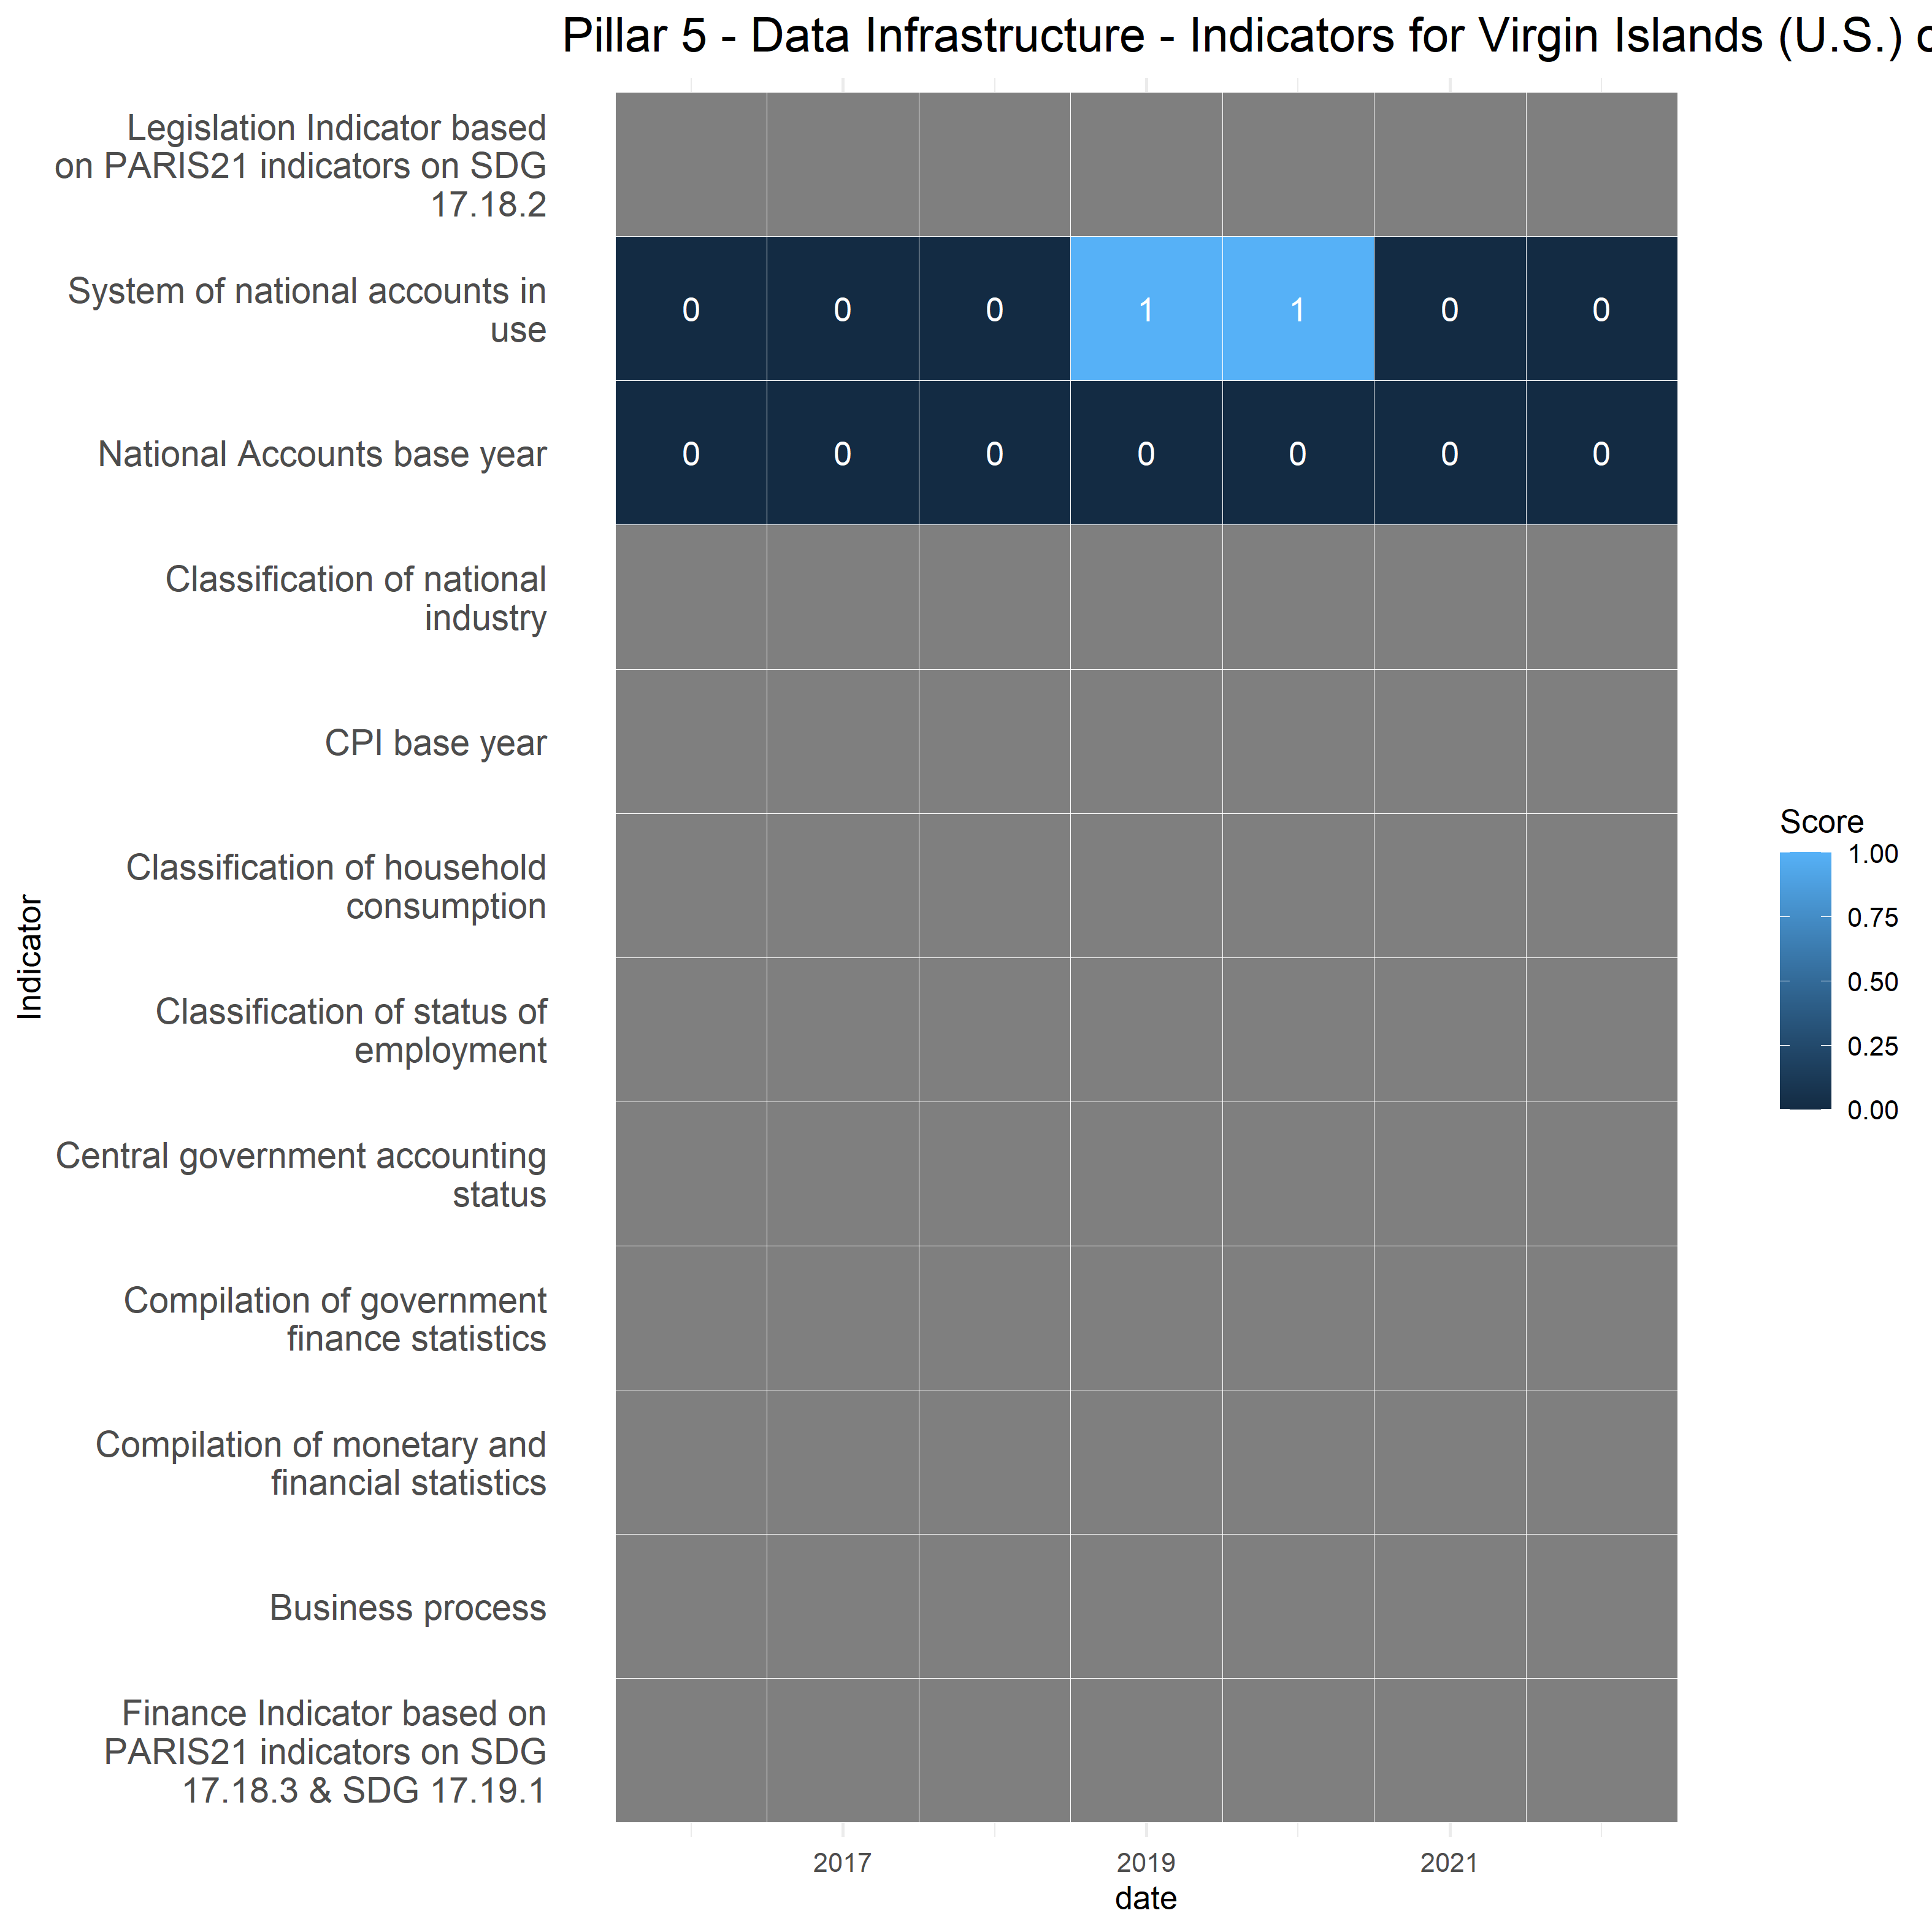 Pillar 5 - Data Infrastructure - Indicators for Virgin Islands (U.S.)
Legislation Indicator based
on PARIS21 indicators on SDG
17.18.2
System of national accounts in
use
0 0 0 1 1 0 0
National Accounts base year
0 0 0 0 0 0 0
Classification of national
industry
CPI base year
Classification of household
consumption
Classification of status of
employment
Central government accounting
status
Compilation of government
finance statistics
Compilation of monetary and
financial statistics
Business process
Finance Indicator based on
PARIS21 indicators on SDG
17.18.3 & SDG 17.19.1
Indicator
2017 2019 2021
date
Score
1.00
0.75
0.50
0.25
0.00